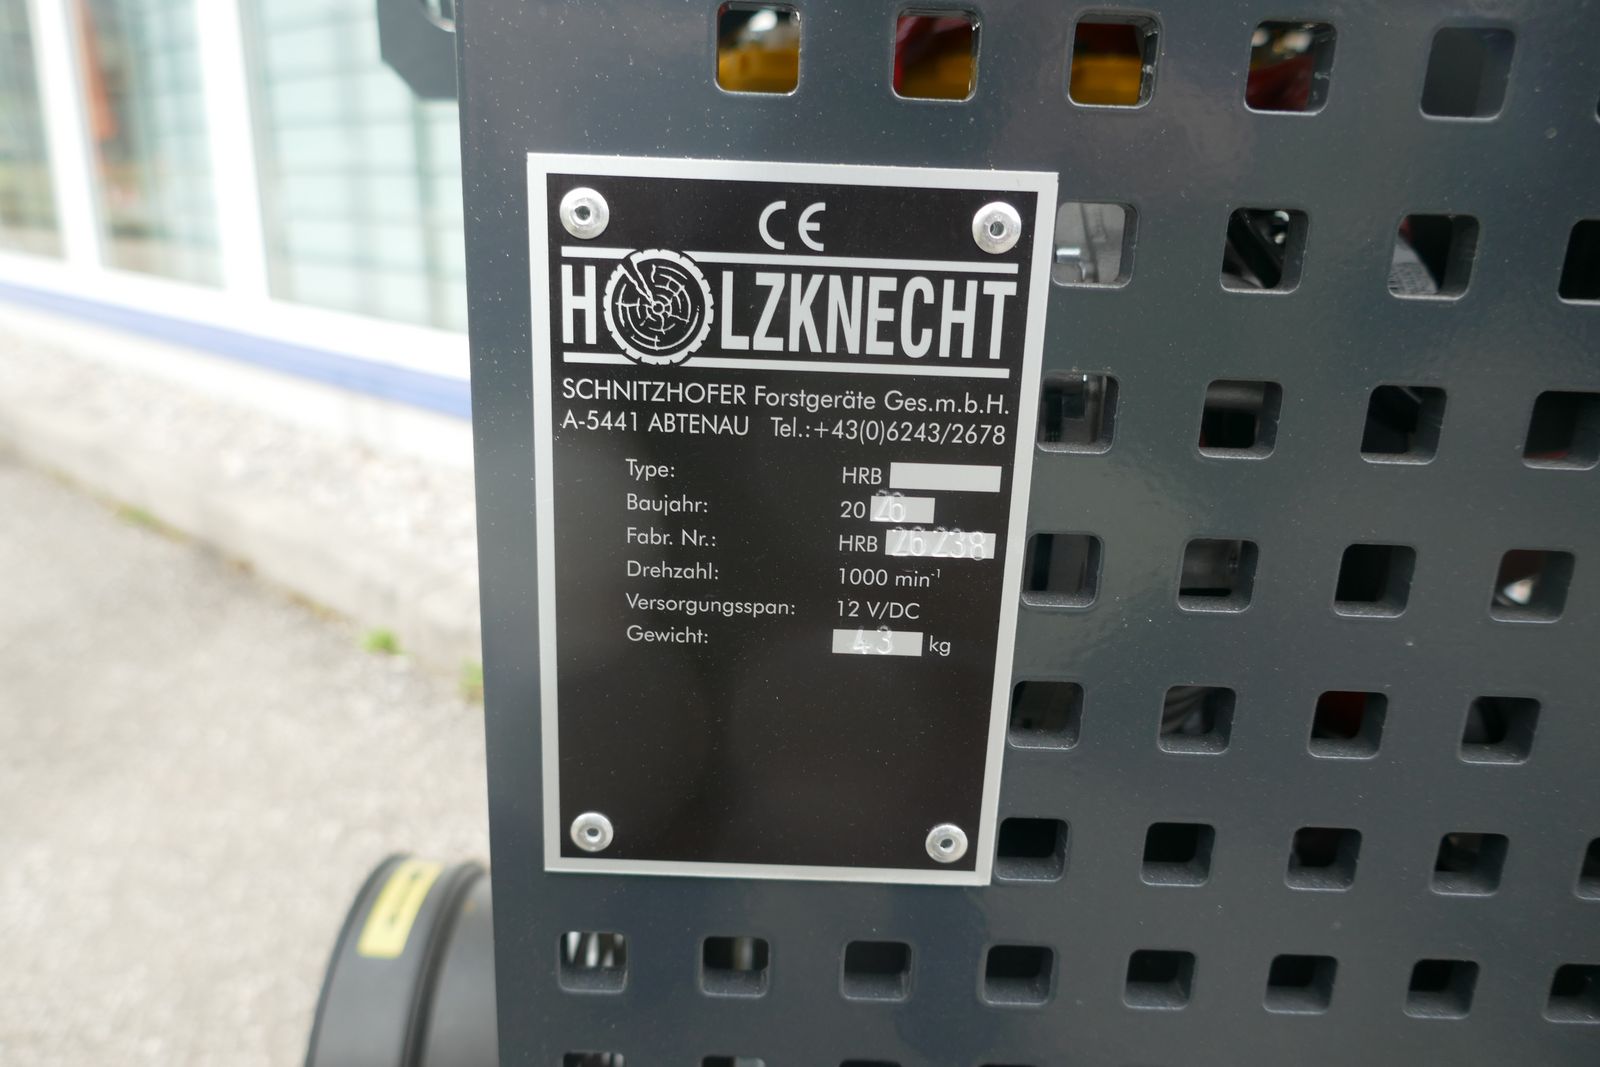 CE
HOLZKNECHT
SCHNITZHOFER Forstgeräte Ges.m.b.H.
A-5441 ABTENAU Tel.:+43(0)6243/2678
Type: HRB
Baujahr: 20 26
Fabr. Nr.: HRB 26238
Drehzahl: 1000 min⁻¹
Versorgungsspan: 12 V/DC
Gewicht: 43 kg